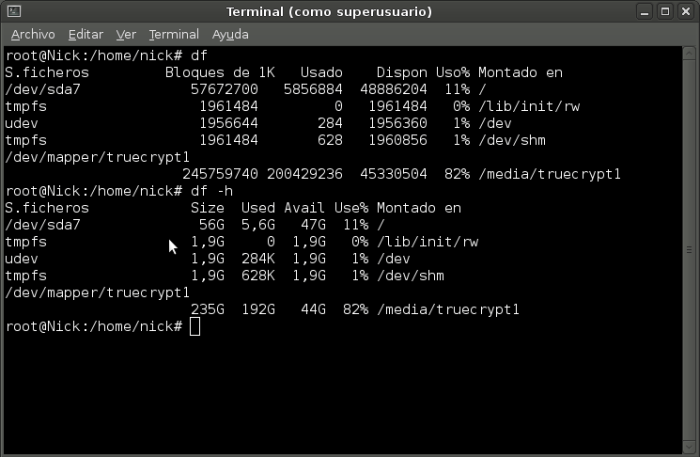 Terminal (como superusuario)
Archivo Editar Ver Terminal Ayuda
root@Nick:/home/nick# df
S.ficheros         Bloques de 1K    Usado    Dispon Uso% Montado en
/dev/sda7             57672700   5856884  48886204  11% /
tmpfs                  1961484         0   1961484   0% /lib/init/rw
udev                   1956644       284   1956360   1% /dev
tmpfs                  1961484       628   1960856   1% /dev/shm
/dev/mapper/truecrypt1
                     245759740 200429236  45330504  82% /media/truecrypt1
root@Nick:/home/nick# df -h
S.ficheros            Size  Used Avail Use% Montado en
/dev/sda7              56G  5,6G   47G  11% /
tmpfs                 1,9G     0  1,9G   0% /lib/init/rw
udev                  1,9G  284K  1,9G   1% /dev
tmpfs                 1,9G  628K  1,9G   1% /dev/shm
/dev/mapper/truecrypt1
                      235G  192G   44G  82% /media/truecrypt1
root@Nick:/home/nick#